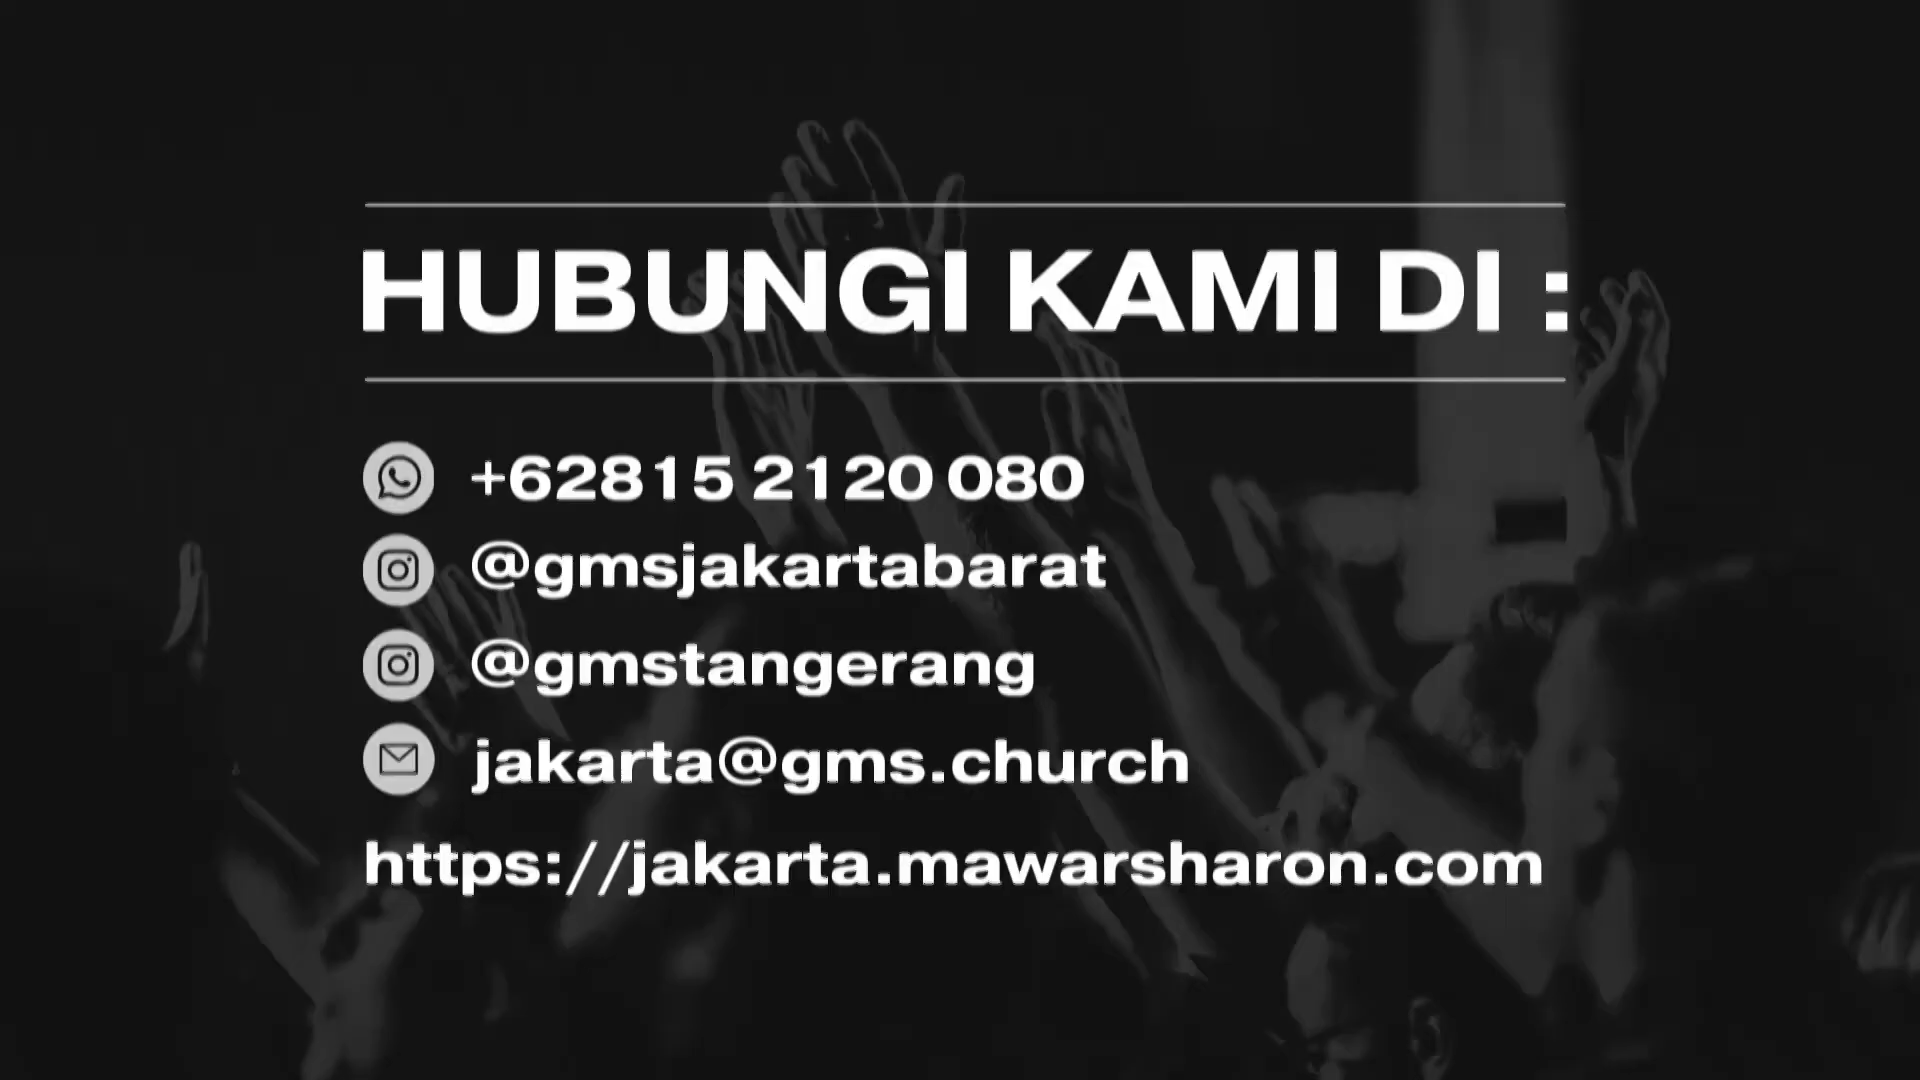 HUBUNGI KAMI DI :
+62815 2120 080
@gmsjakartabarat
@gmstangerang
jakarta@gms.church
https://jakarta.mawarsharon.com